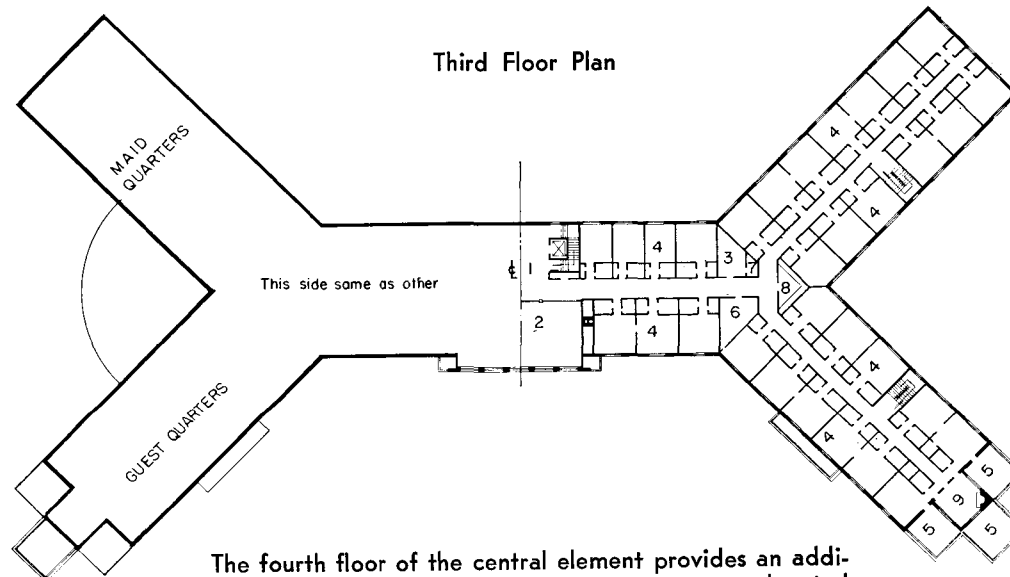 Third Floor Plan
MAID
QUARTERS
4
4
4
3
7
℄ 1
8
This side same as other
2
6
4
4
4
GUEST QUARTERS
5
9
5
5
The fourth floor of the central element provides an addi-